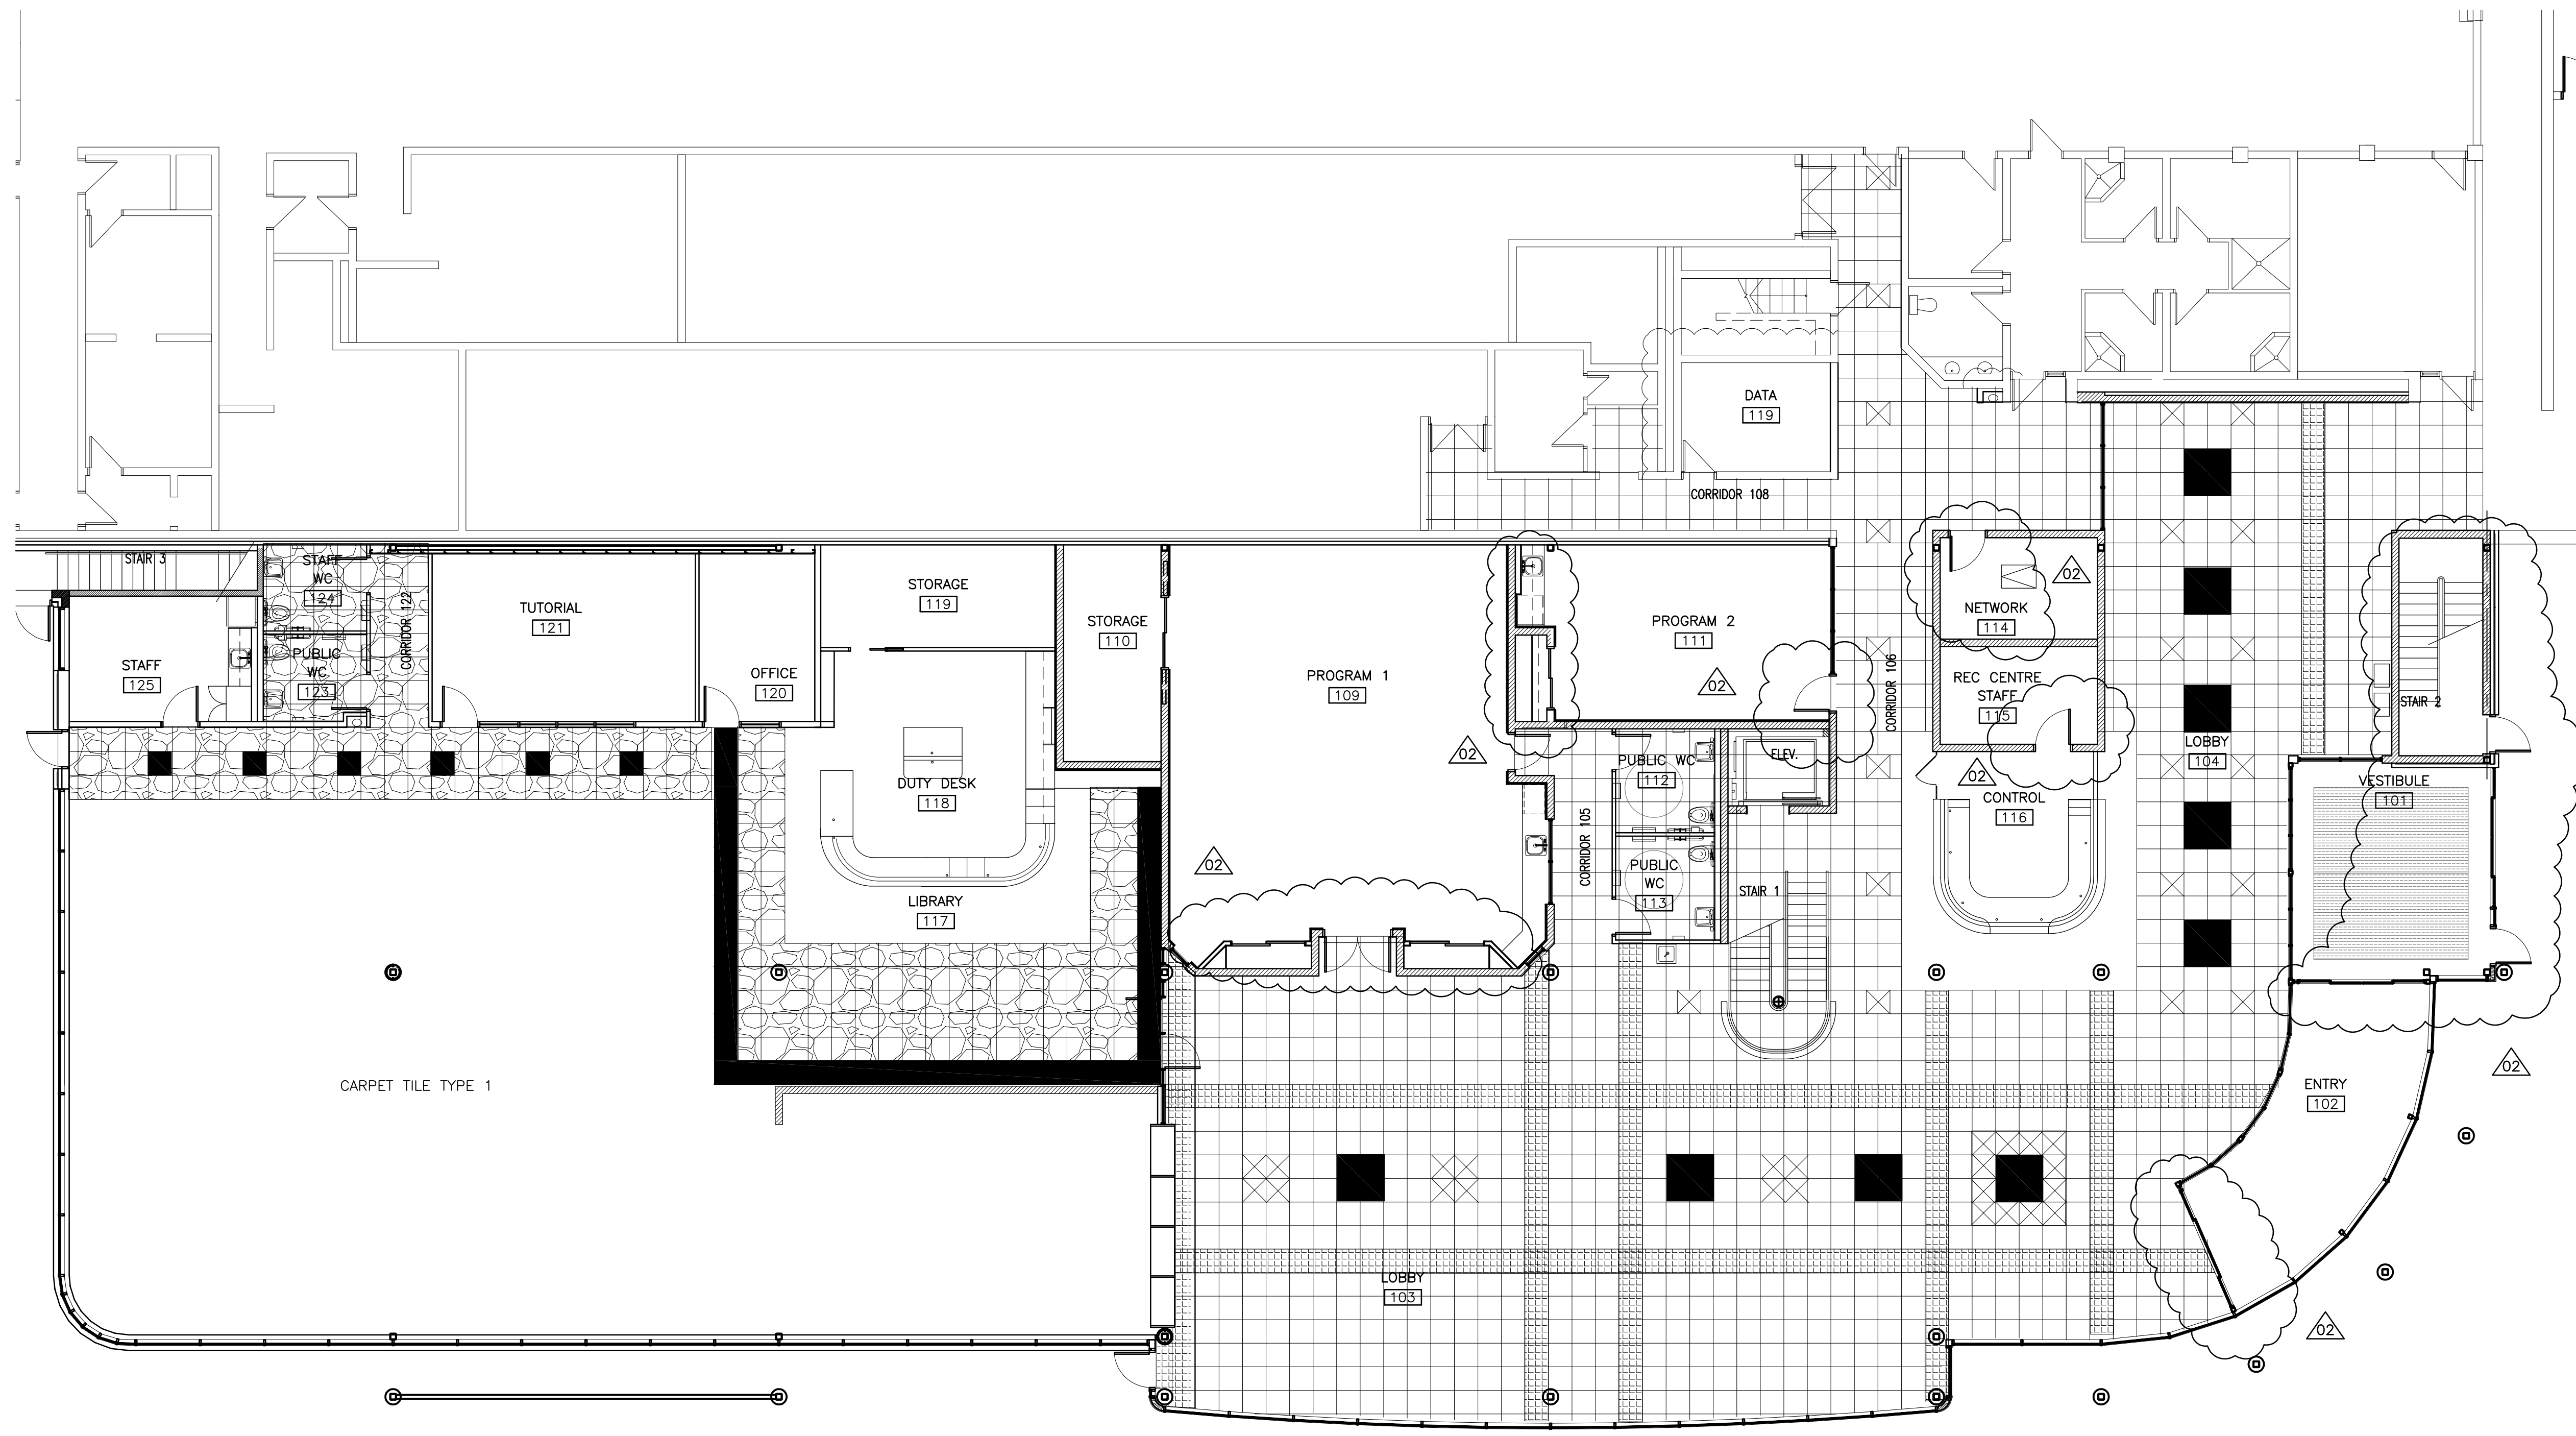 DATA
119
CORRIDOR 108
STAIR 3
STAFF
WC
124
CORRIDOR 122
PUBLIC
WC
123
STAFF
125
TUTORIAL
121
OFFICE
120
STORAGE
119
STORAGE
110
DUTY DESK
118
LIBRARY
117
PROGRAM 1
109
02
02
PROGRAM 2
111
02
PUBLIC WC
112
ELEV.
CORRIDOR 105
PUBLIC
WC
113
STAIR 1
CORRIDOR 106
NETWORK
114
02
REC CENTRE
STAFF
115
02
CONTROL
116
LOBBY
104
STAIR 2
VESTIBULE
101
02
ENTRY
102
CARPET TILE TYPE 1
LOBBY
103
02